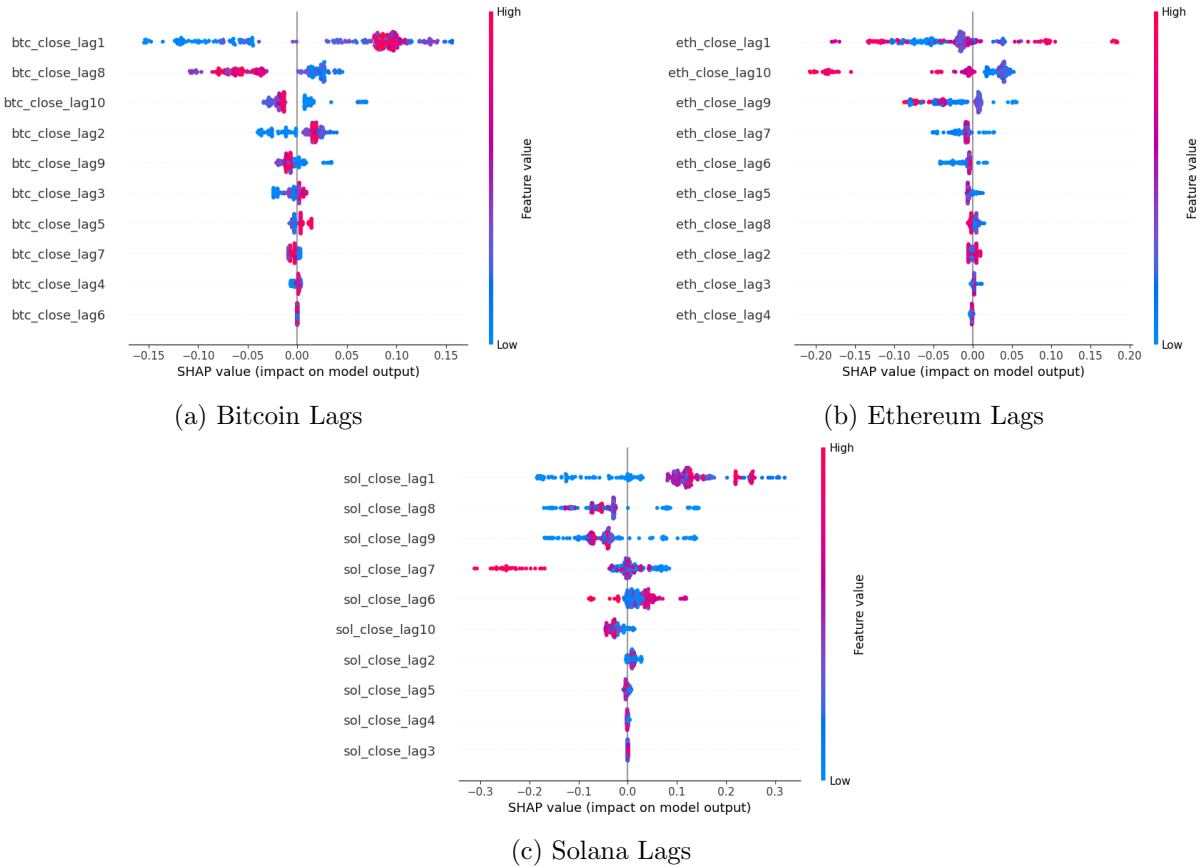 High
btc_close_lag1
btc_close_lag8
btc_close_lag10
btc_close_lag2
btc_close_lag9
btc_close_lag3
btc_close_lag5
btc_close_lag7
btc_close_lag4
btc_close_lag6
Feature value
Low
−0.15 −0.10 −0.05 0.00 0.05 0.10 0.15
SHAP value (impact on model output)
(a) Bitcoin Lags
High
eth_close_lag1
eth_close_lag10
eth_close_lag9
eth_close_lag7
eth_close_lag6
eth_close_lag5
eth_close_lag8
eth_close_lag2
eth_close_lag3
eth_close_lag4
Feature value
Low
−0.20 −0.15 −0.10 −0.05 0.00 0.05 0.10 0.15 0.20
SHAP value (impact on model output)
(b) Ethereum Lags
High
sol_close_lag1
sol_close_lag8
sol_close_lag9
sol_close_lag7
sol_close_lag6
sol_close_lag10
sol_close_lag2
sol_close_lag5
sol_close_lag4
sol_close_lag3
Feature value
Low
−0.3 −0.2 −0.1 0.0 0.1 0.2 0.3
SHAP value (impact on model output)
(c) Solana Lags